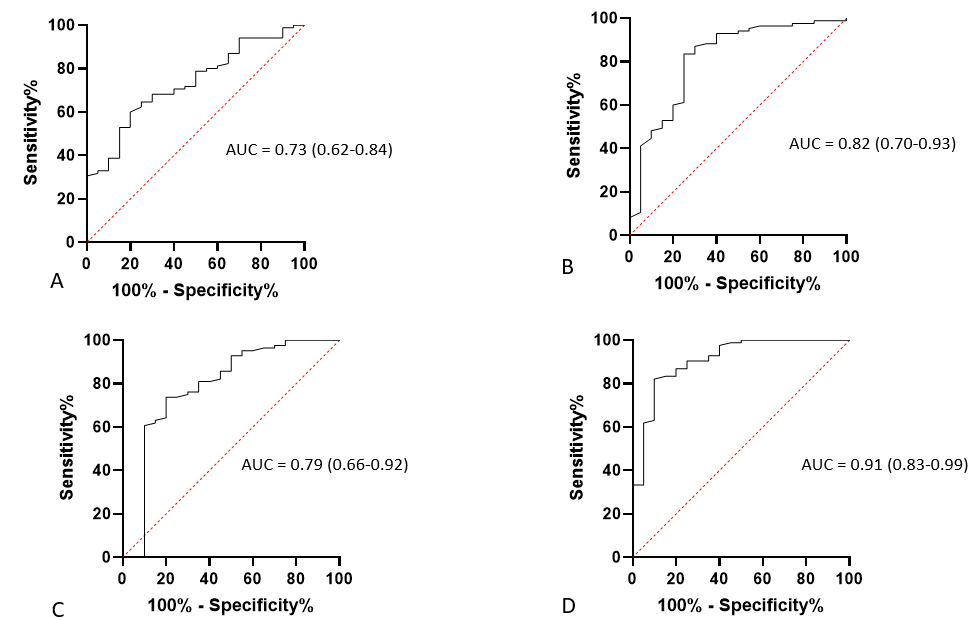 100
80
60
40
20
0
Sensitivity%
AUC = 0.73 (0.62-0.84)
0 20 40 60 80 100
100% - Specificity%
A
100
80
60
40
20
0
Sensitivity%
AUC = 0.82 (0.70-0.93)
0 20 40 60 80 100
100% - Specificity%
B
100
80
60
40
20
0
Sensitivity%
AUC = 0.79 (0.66-0.92)
0 20 40 60 80 100
100% - Specificity%
C
100
80
60
40
20
0
Sensitivity%
AUC = 0.91 (0.83-0.99)
0 20 40 60 80 100
100% - Specificity%
D